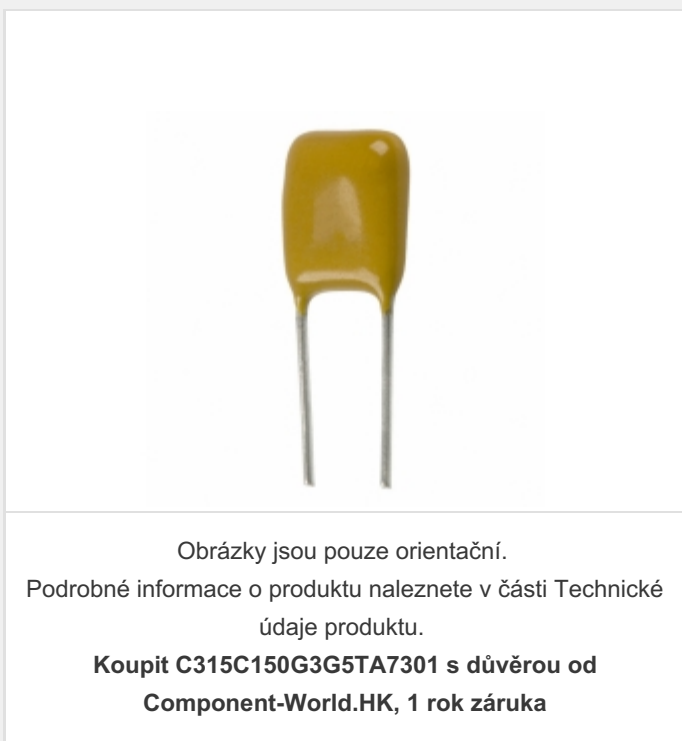 Obrázky jsou pouze orientační.
Podrobné informace o produktu naleznete v části Technické
údaje produktu.
Koupit C315C150G3G5TA7301 s důvěrou od
Component-World.HK, 1 rok záruka